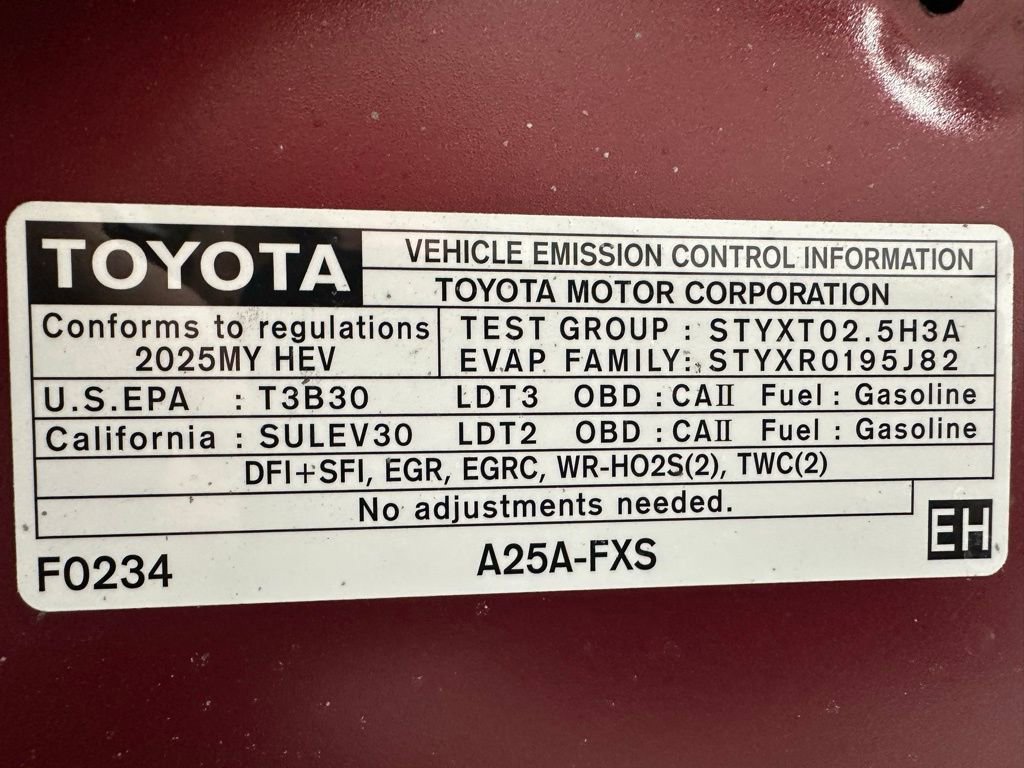 TOYOTA
VEHICLE EMISSION CONTROL INFORMATION
TOYOTA MOTOR CORPORATION
Conforms to regulations
2025MY HEV
TEST GROUP : STYXT02.5H3A
EVAP FAMILY: STYXR0195J82
U.S.EPA : T3B30 LDT3 OBD : CAII Fuel : Gasoline
California : SULEV30 LDT2 OBD : CAII Fuel : Gasoline
DFI+SFI, EGR, EGRC, WR-HO2S(2), TWC(2)
No adjustments needed.
EH
F0234
A25A-FXS